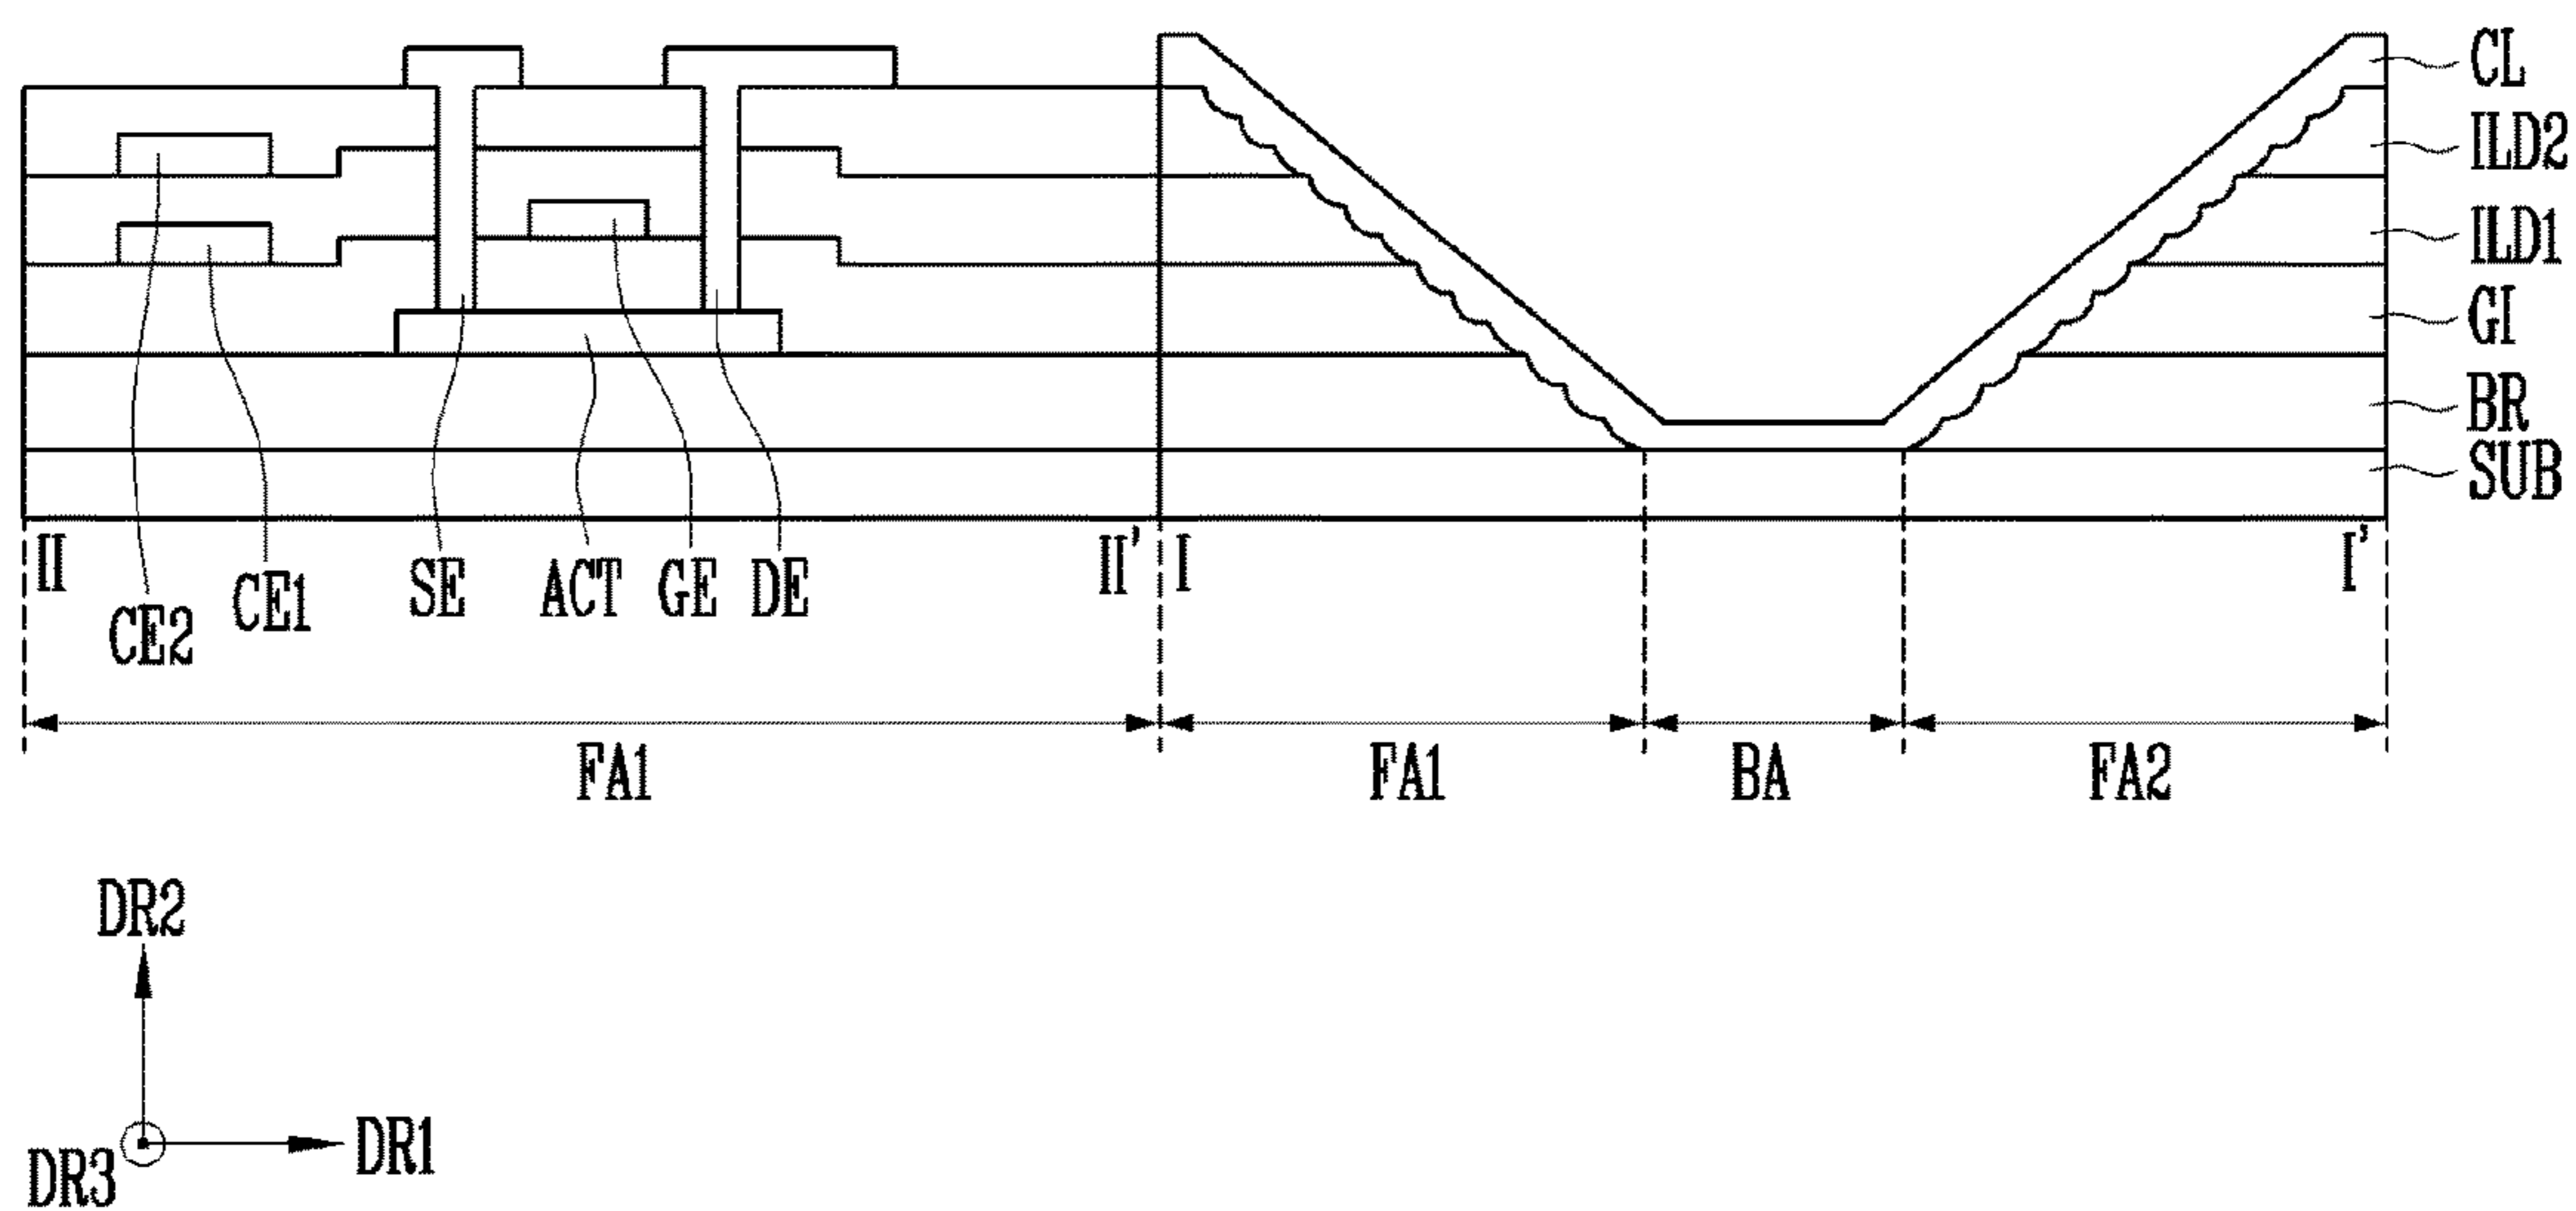 CL
ILD2
ILD1
GI
BR
SUB
II
II'
I
I'
CE2
CE1
SE
ACT
GE
DE
FA1
FA1
BA
FA2
DR2
DR1
DR3